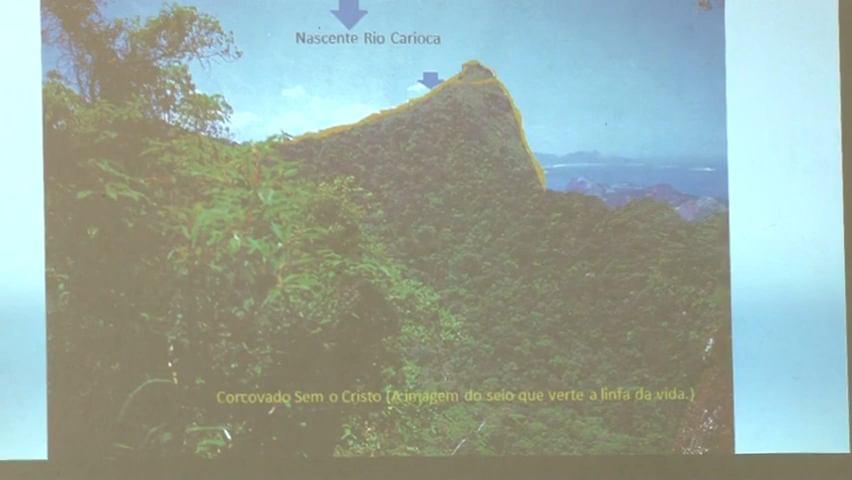 Nascente Rio Carioca
Corcovado Sem o Cristo (A imagem do seio que verte a linfa da vida.)